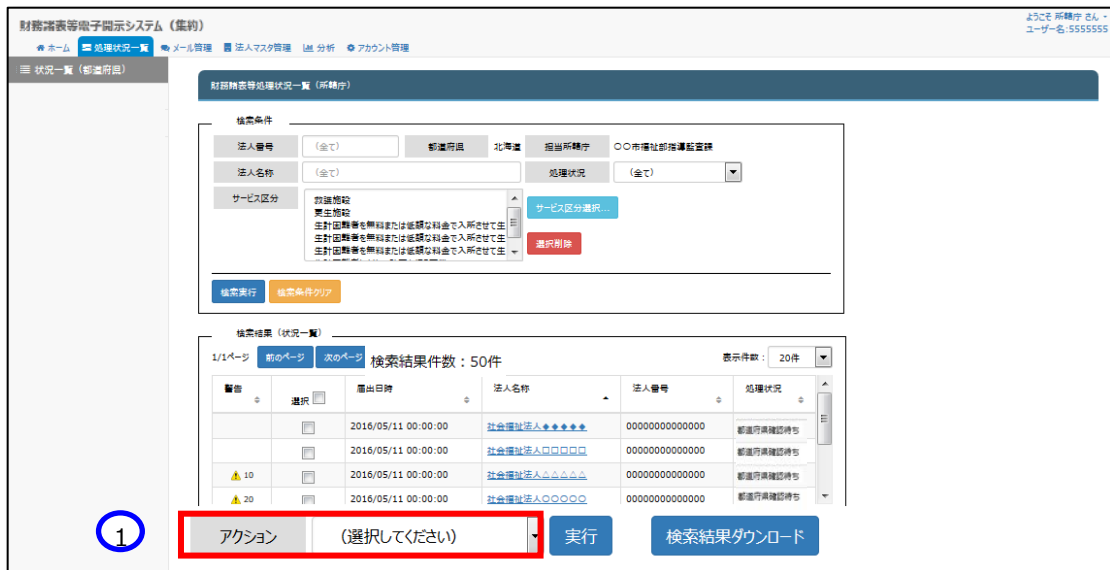 財務諸表等電子開示システム（集約）
ようこそ 所轄庁 さん -
ユーザー名:5555555
ホーム 処理状況一覧 メール管理 法人マスタ管理 分析 アカウント管理
状況一覧（都道府県）
財務諸表等処理状況一覧（所轄庁）
検索条件
法人番号 （全て） 都道府県 北海道 担当所轄庁 〇〇市福祉部指導監査課
法人名称 （全て） 処理状況 （全て）
サービス区分
救護施設
更生施設
生計困難者を無料または低額な料金で入所させて生
生計困難者を無料または低額な料金で入所させて生
生計困難者を無料または低額な料金で入所させて生
サービス区分選択...
選択削除
検索実行 検索条件クリア
検索結果（状況一覧）
1/1ページ 前のページ 次のページ 検索結果件数：50件 表示件数： 20件
警告 選択 届出日時 法人名称 法人番号 処理状況
2016/05/11 00:00:00 社会福祉法人◆◆◆◆◆ 00000000000000 都道府県確認待ち
2016/05/11 00:00:00 社会福祉法人□□□□□ 00000000000000 都道府県確認待ち
10 2016/05/11 00:00:00 社会福祉法人△△△△△ 00000000000000 都道府県確認待ち
20 2016/05/11 00:00:00 社会福祉法人〇〇〇〇〇 00000000000000 都道府県確認待ち
1 アクション （選択してください） 実行 検索結果ダウンロード